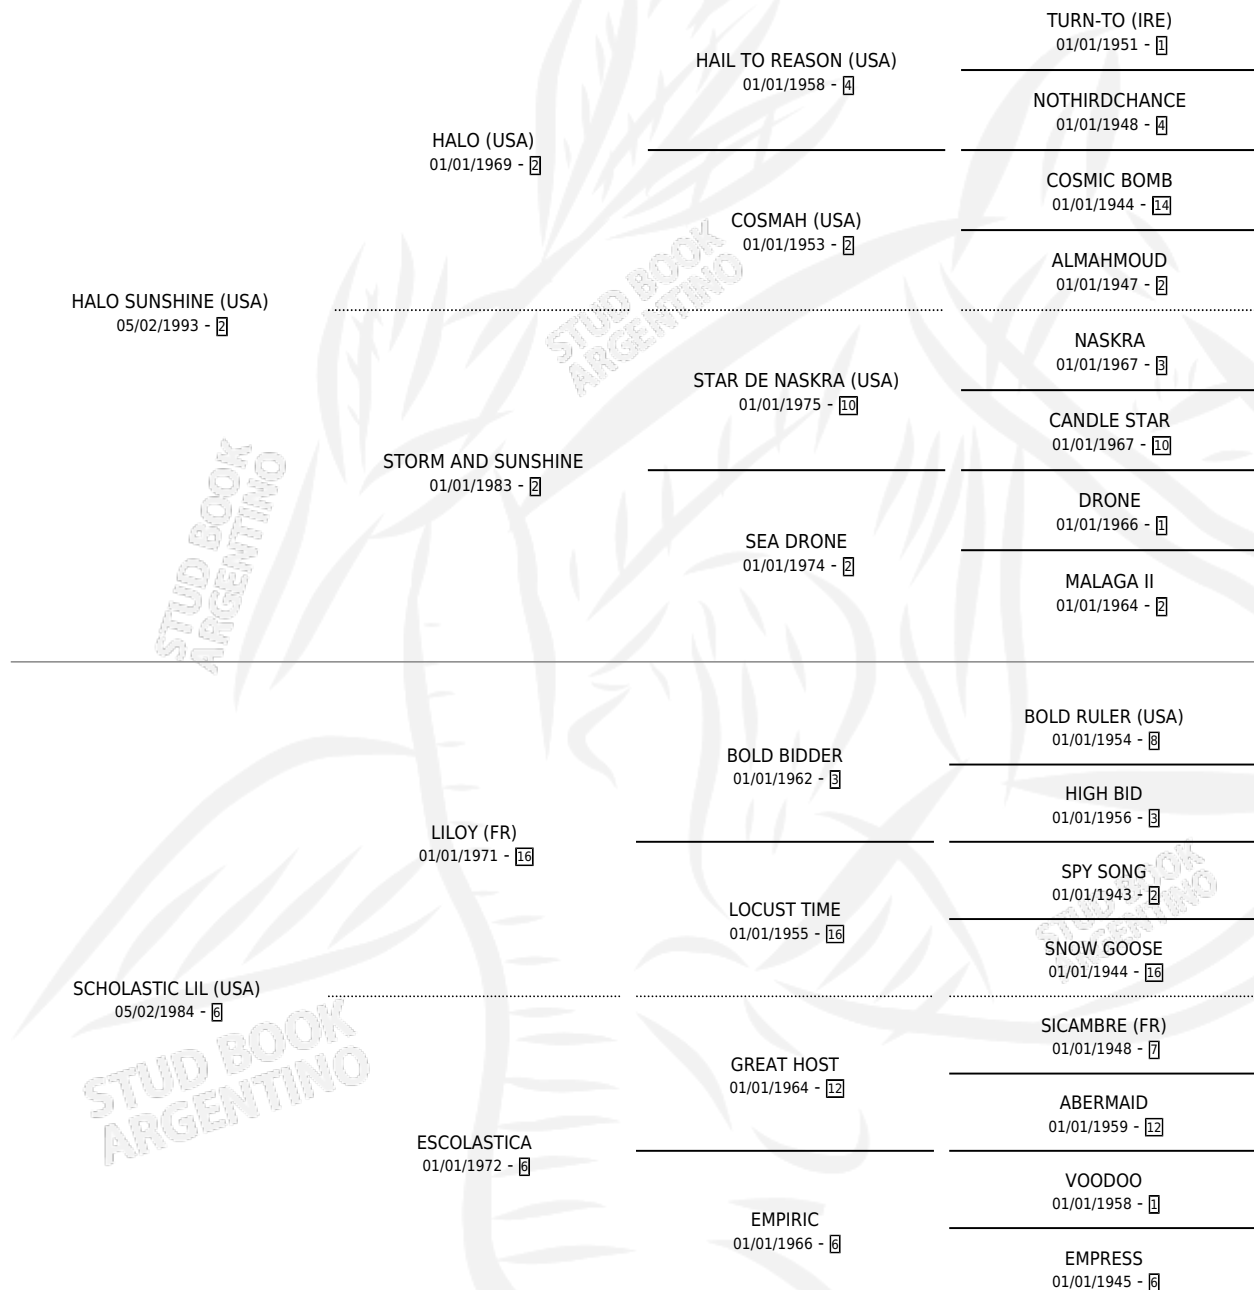 TURN-TO (IRE)
01/01/1951 - 1
HAIL TO REASON (USA)
01/01/1958 - 4
NOTHIRDCHANCE
01/01/1948 - 4
HALO (USA)
01/01/1969 - 2
COSMIC BOMB
01/01/1944 - 14
COSMAH (USA)
01/01/1953 - 2
ALMAHMOUD
01/01/1947 - 2
HALO SUNSHINE (USA)
05/02/1993 - 2
STUD BOOK
ARGENTINO
NASKRA
01/01/1967 - 3
STAR DE NASKRA (USA)
01/01/1975 - 10
CANDLE STAR
01/01/1967 - 10
STORM AND SUNSHINE
01/01/1983 - 2
DRONE
01/01/1966 - 1
SEA DRONE
01/01/1974 - 2
MALAGA II
01/01/1964 - 2
STUD BOOK
ARGENTINO
BOLD RULER (USA)
01/01/1954 - 8
BOLD BIDDER
01/01/1962 - 3
HIGH BID
01/01/1956 - 3
LILOY (FR)
01/01/1971 - 16
SPY SONG
01/01/1943 - 2
STUD BOOK
ARGENTINO
LOCUST TIME
01/01/1955 - 16
SNOW GOOSE
01/01/1944 - 16
SCHOLASTIC LIL (USA)
05/02/1984 - 6
STUD BOOK
ARGENTINO
SICAMBRE (FR)
01/01/1948 - 7
GREAT HOST
01/01/1964 - 12
ABERMAID
01/01/1959 - 12
ESCOLASTICA
01/01/1972 - 6
VOODOO
01/01/1958 - 1
EMPIRIC
01/01/1966 - 6
EMPRESS
01/01/1945 - 6